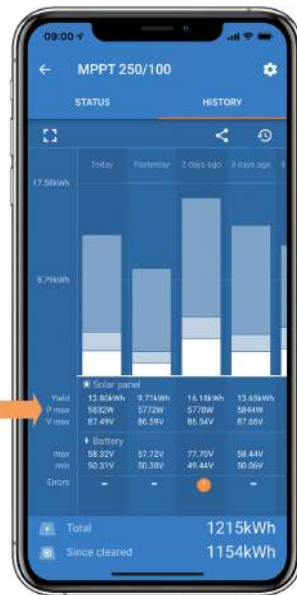 09:00
MPPT 250/100
STATUS HISTORY
Today Yesterday 2 days ago 3 days ago
17.58kWh
8.79kWh
Solar panel
Yield 12.80kWh 9.71kWh 16.18kWh 13.65kWh
P max 5832W 5772W 5770W 5844W
V max 87.49V 86.59V 86.54V 87.66V
Battery
max 58.32V 57.72V 77.70V 58.44V
min 50.31V 50.30V 49.44V 50.06V
Errors - - 1 -
Total 1215kWh
Since cleared 1154kWh